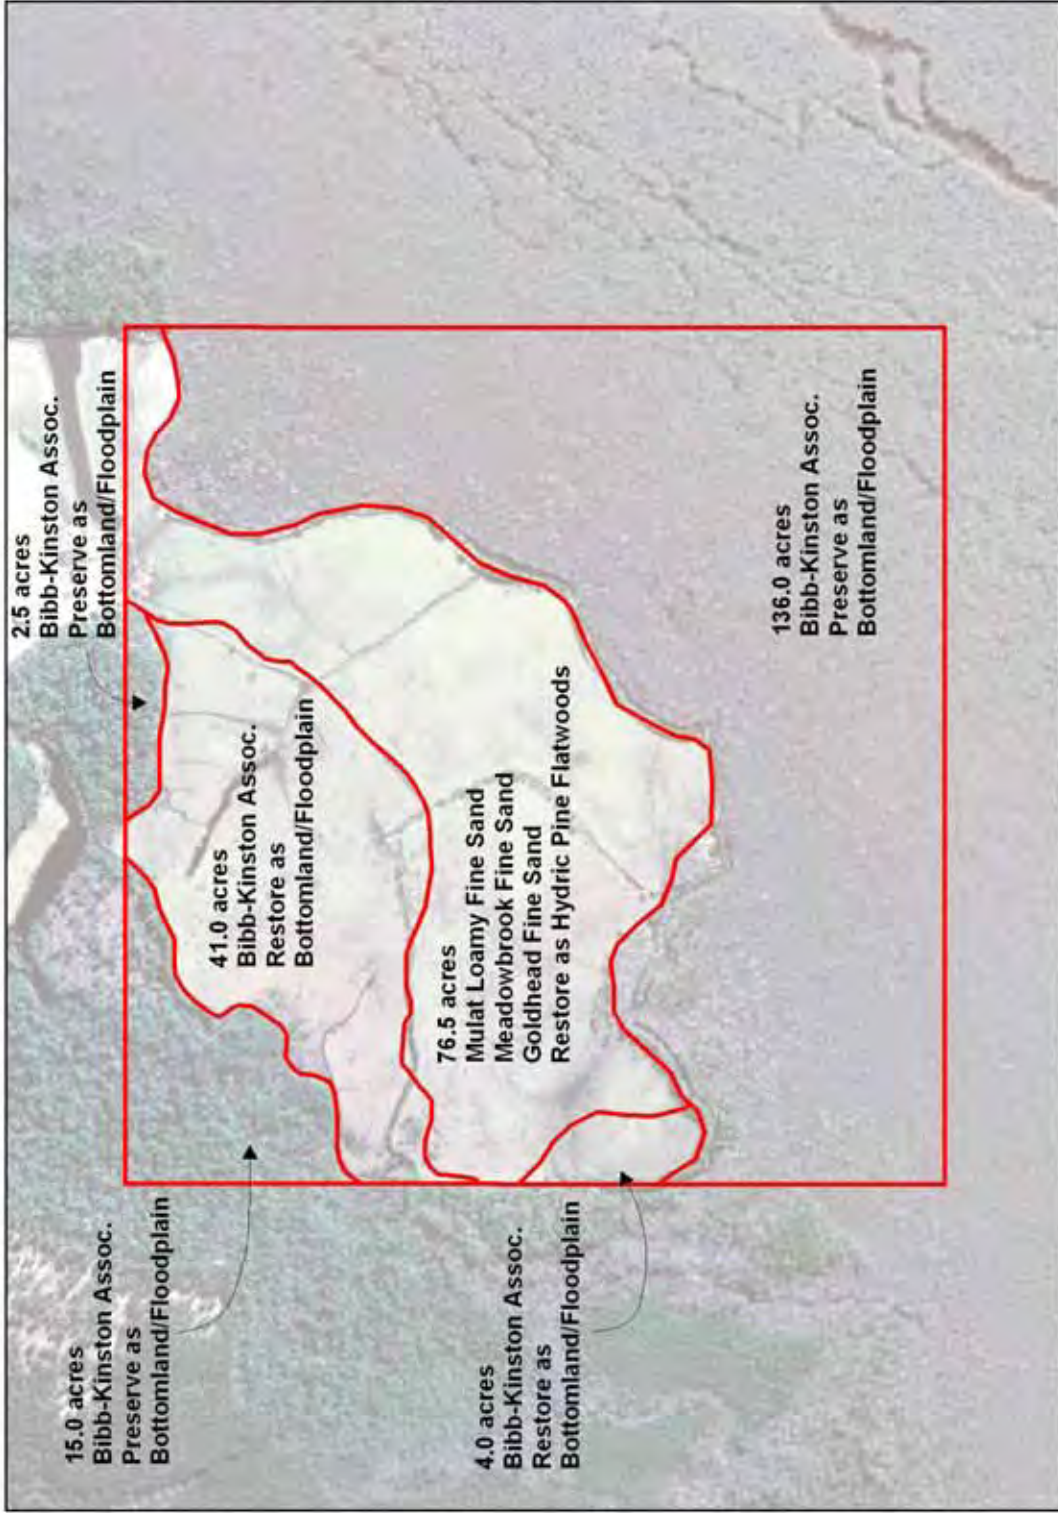 15.0 acres
Bibb-Kinston Assoc.
Preserve as
Bottomland/Floodplain
2.5 acres
Bibb-Kinston Assoc.
Preserve as
Bottomland/Floodplain
41.0 acres
Bibb-Kinston Assoc.
Restore as
Bottomland/Floodplain
76.5 acres
Mulat Loamy Fine Sand
Meadowbrook Fine Sand
Goldhead Fine Sand
Restore as Hydric Pine Flatwoods
4.0 acres
Bibb-Kinston Assoc.
Restore as
Bottomland/Floodplain
136.0 acres
Bibb-Kinston Assoc.
Preserve as
Bottomland/Floodplain